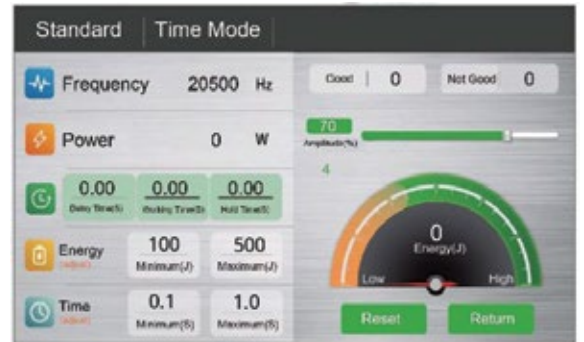 Standard Time Mode
Frequency 20500 Hz
Power 0 W
0.00 0.00 0.00
Delay Time(S) Working Time(S) Hold Time(S)
Energy 100 500
Minimum(J) Maximum(J)
Time 0.1 1.0
Minimum(S) Maximum(S)
Good 0 Not Good 0
70
Amplitude(%)
4
0
Energy(J)
Low High
Reset Return